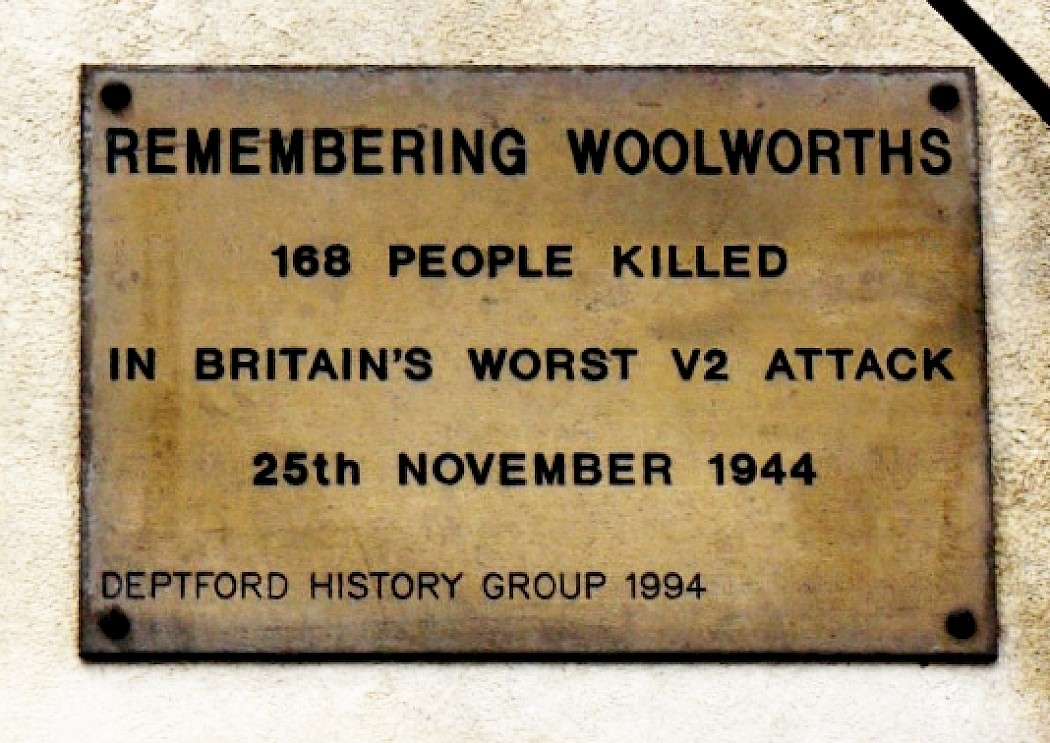 REMEMBERING WOOLWORTHS
168 PEOPLE KILLED
IN BRITAIN'S WORST V2 ATTACK
25th NOVEMBER 1944
DEPTFORD HISTORY GROUP 1994